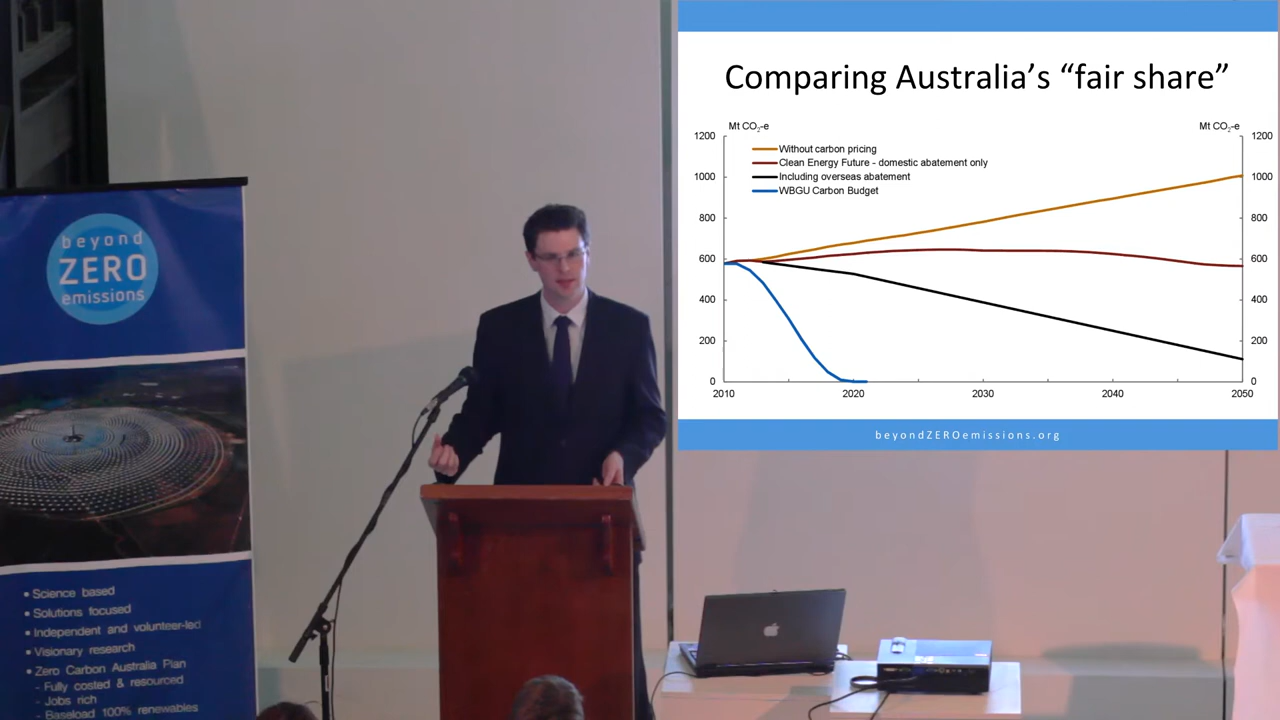 beyond
ZERO
emissions
• Science based
• Solutions focused
• Independent and volunteer-led
• Visionary research
• Zero Carbon Australia Plan
- Fully costed & resourced
- Jobs rich
- Baseload 100% renewables
Comparing Australia’s “fair share”
Mt CO₂-e Mt CO₂-e
1200 1200
Without carbon pricing
Clean Energy Future - domestic abatement only
1000 1000
Including overseas abatement
WBGU Carbon Budget
800 800
600 600
400 400
200 200
0 0
2010 2020 2030 2040 2050
beyondZEROemissions.org